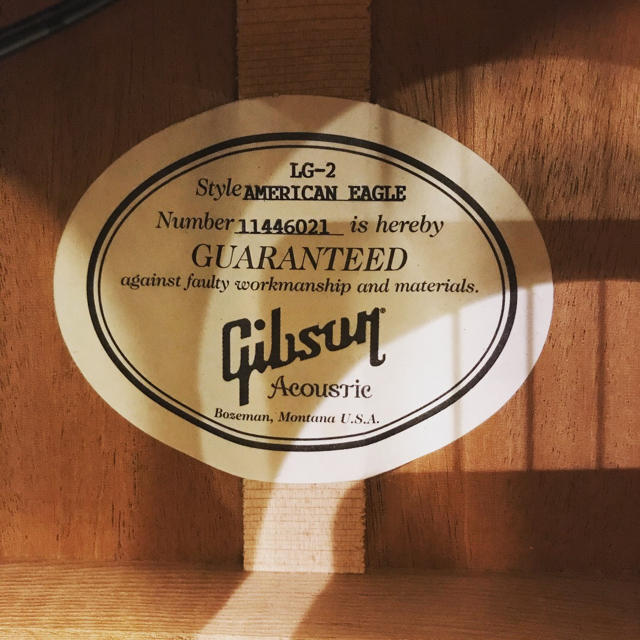 LG-2
Style AMERICAN EAGLE
Number 11446021 is hereby
GUARANTEED
against faulty workmanship and materials.
Gibson
Acoustic
Bozeman, Montana U.S.A.